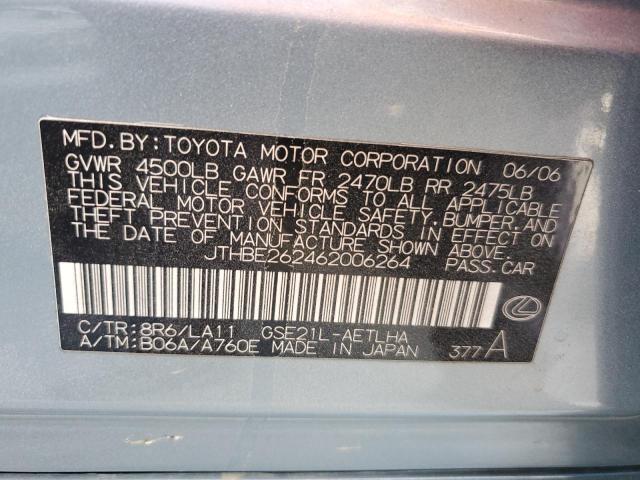 MFD. BY: TOYOTA MOTOR CORPORATION 06/06
GVWR 4500LB GAWR FR 2470LB RR 2475LB
THIS VEHICLE CONFORMS TO ALL APPLICABLE
FEDERAL MOTOR VEHICLE SAFETY, BUMPER, AND
THEFT PREVENTION STANDARDS IN EFFECT ON
THE DATE OF MANUFACTURE SHOWN ABOVE.
JTHBE262462006264 PASS. CAR
C/TR: 8R6/LA11 GSE21L-AETLHA
A/TM: B06A/A760E MADE IN JAPAN 377 A